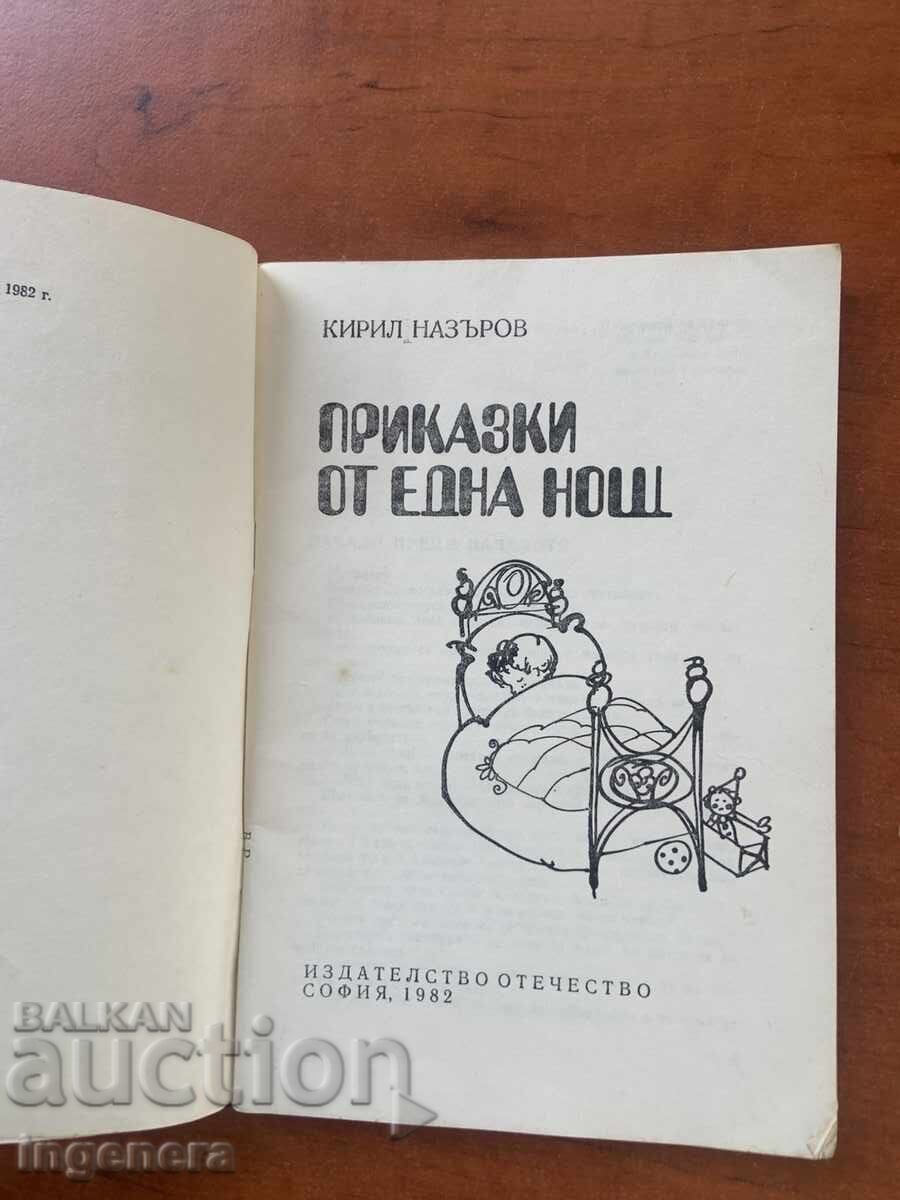 1982 г.
КИРИЛ НАЗЪРОВ
ПРИКАЗКИ
ОТ ЕДНА НОЩ
ИЗДАТЕЛСТВО ОТЕЧЕСТВО
СОФИЯ, 1982
BALKAN
auction
ingenera